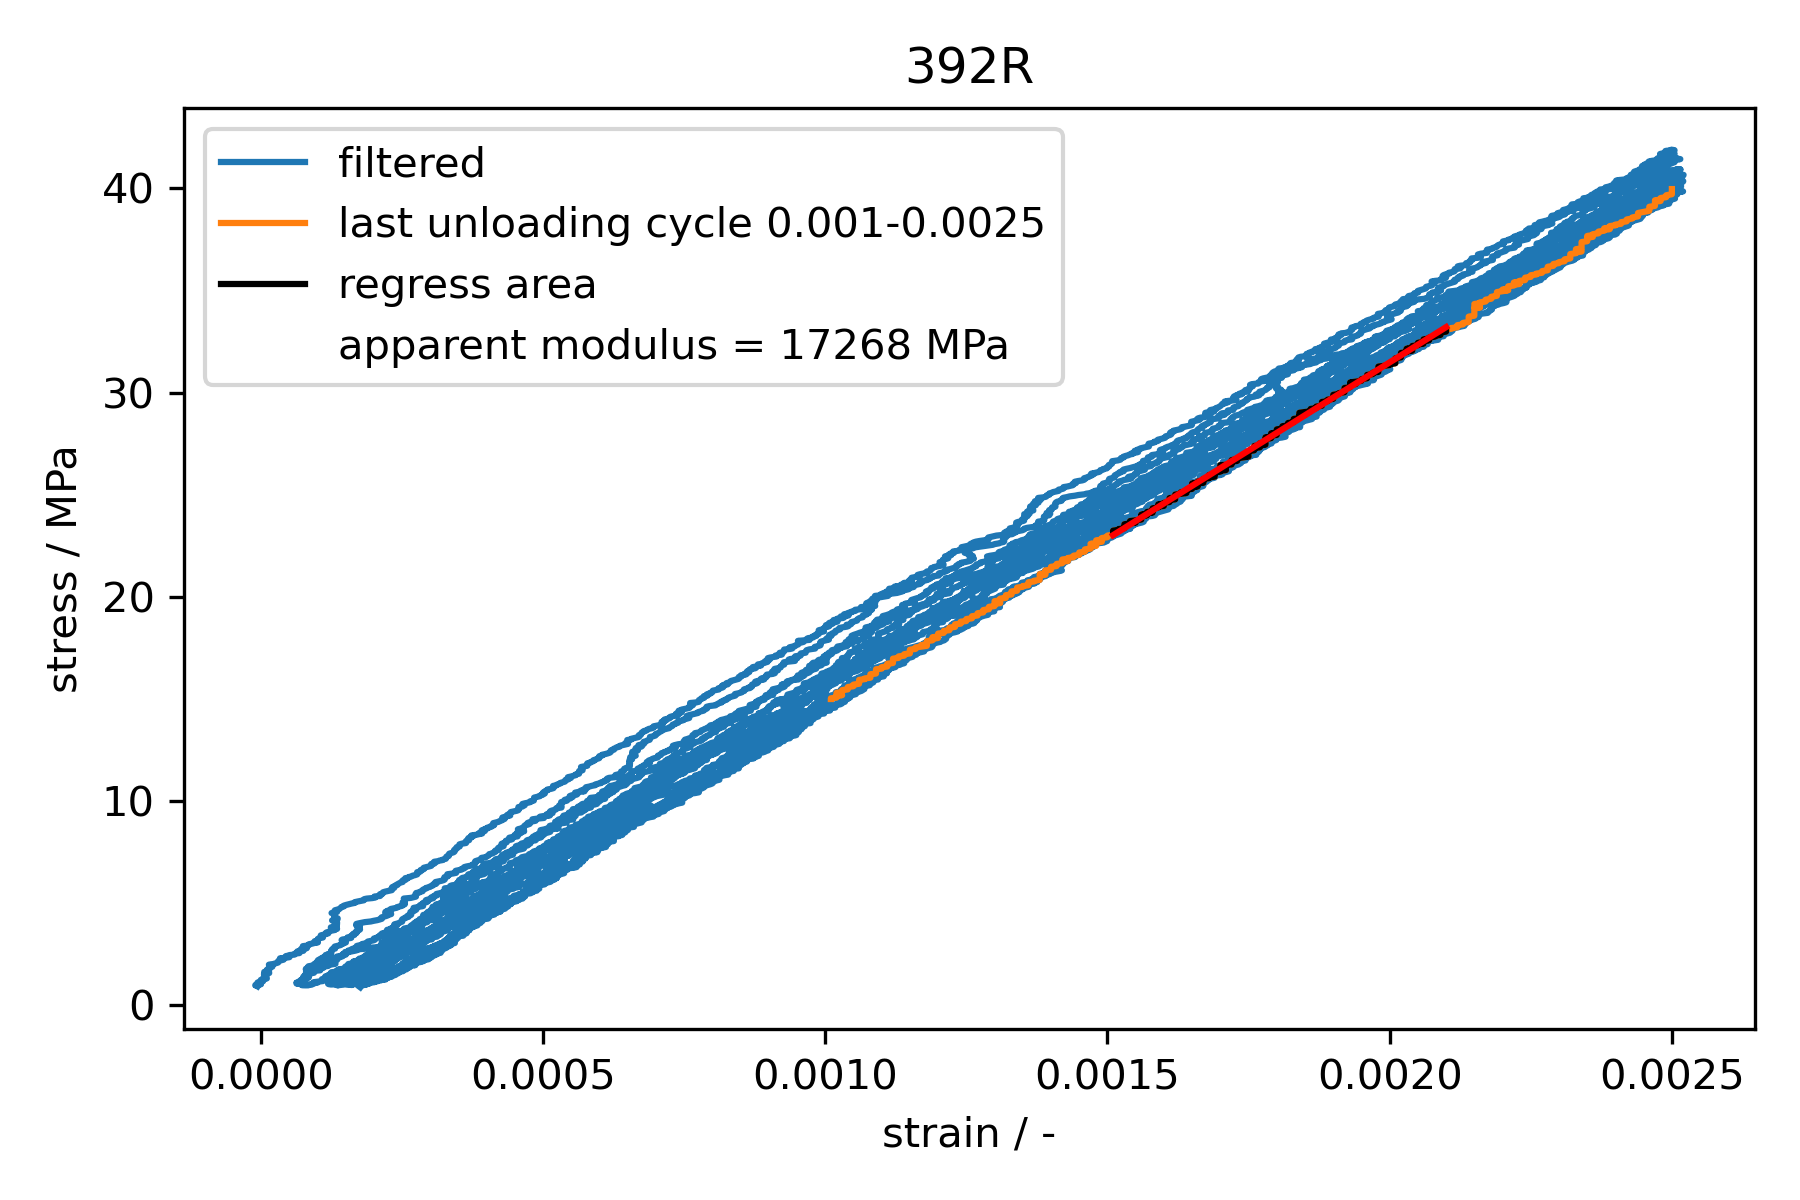 392R
filtered
last unloading cycle 0.001-0.0025
regress area
apparent modulus = 17268 MPa
stress / MPa
40
30
20
10
0
0.0000 0.0005 0.0010 0.0015 0.0020 0.0025
strain / -